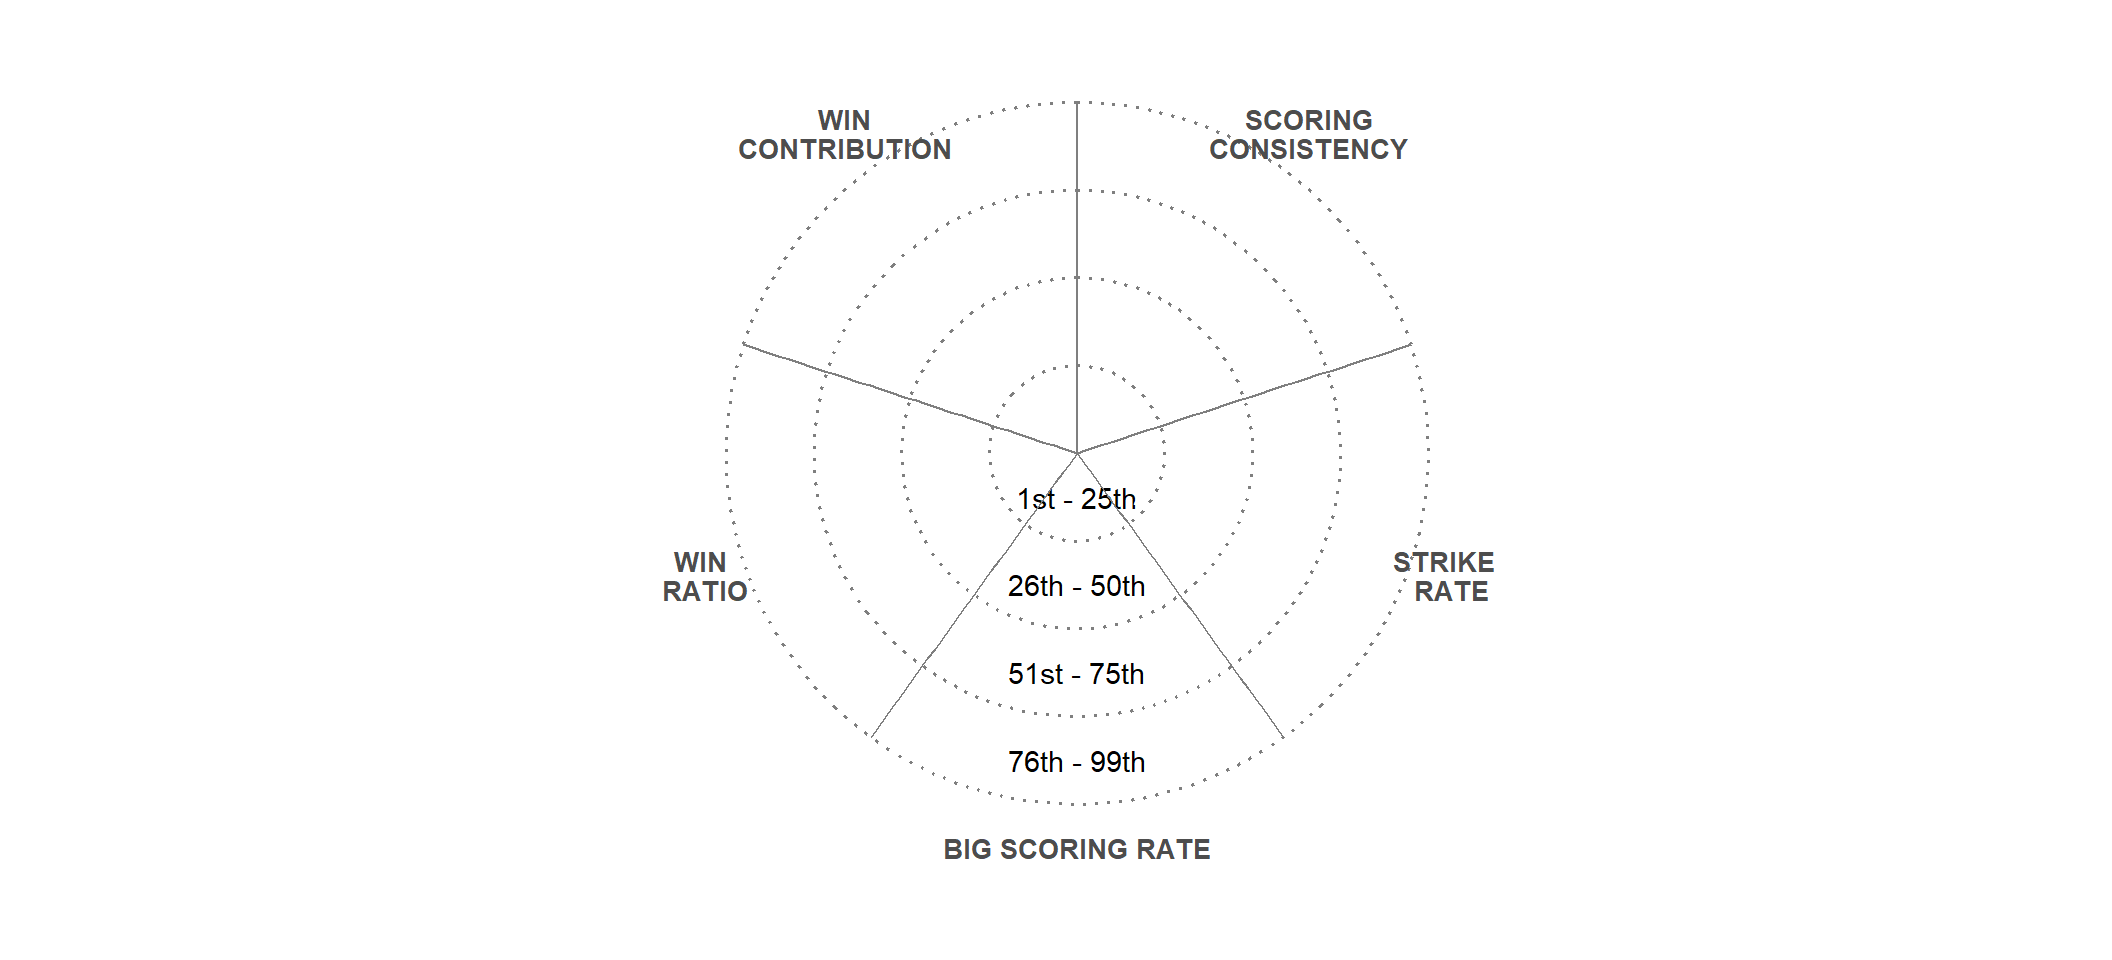 WIN
CONTRIBUTION
SCORING
CONSISTENCY
1st - 25th
WIN
RATIO
STRIKE
RATE
26th - 50th
51st - 75th
76th - 99th
BIG SCORING RATE